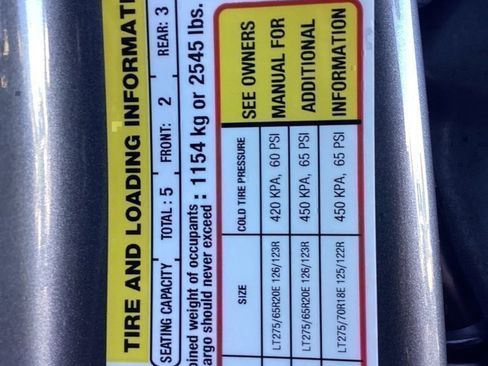 TIRE AND LOADING INFORMATI
SEATING CAPACITY TOTAL : 5 FRONT: 2 REAR: 3
bined weight of occupants
argo should never exceed : 1154 kg or 2545 lbs.
SIZE COLD TIRE PRESSURE SEE OWNERS
LT275/65R20E 126/123R 420 KPA, 60 PSI MANUAL FOR
LT275/65R20E 126/123R 450 KPA, 65 PSI ADDITIONAL
LT275/70R18E 125/122R 450 KPA, 65 PSI INFORMATION